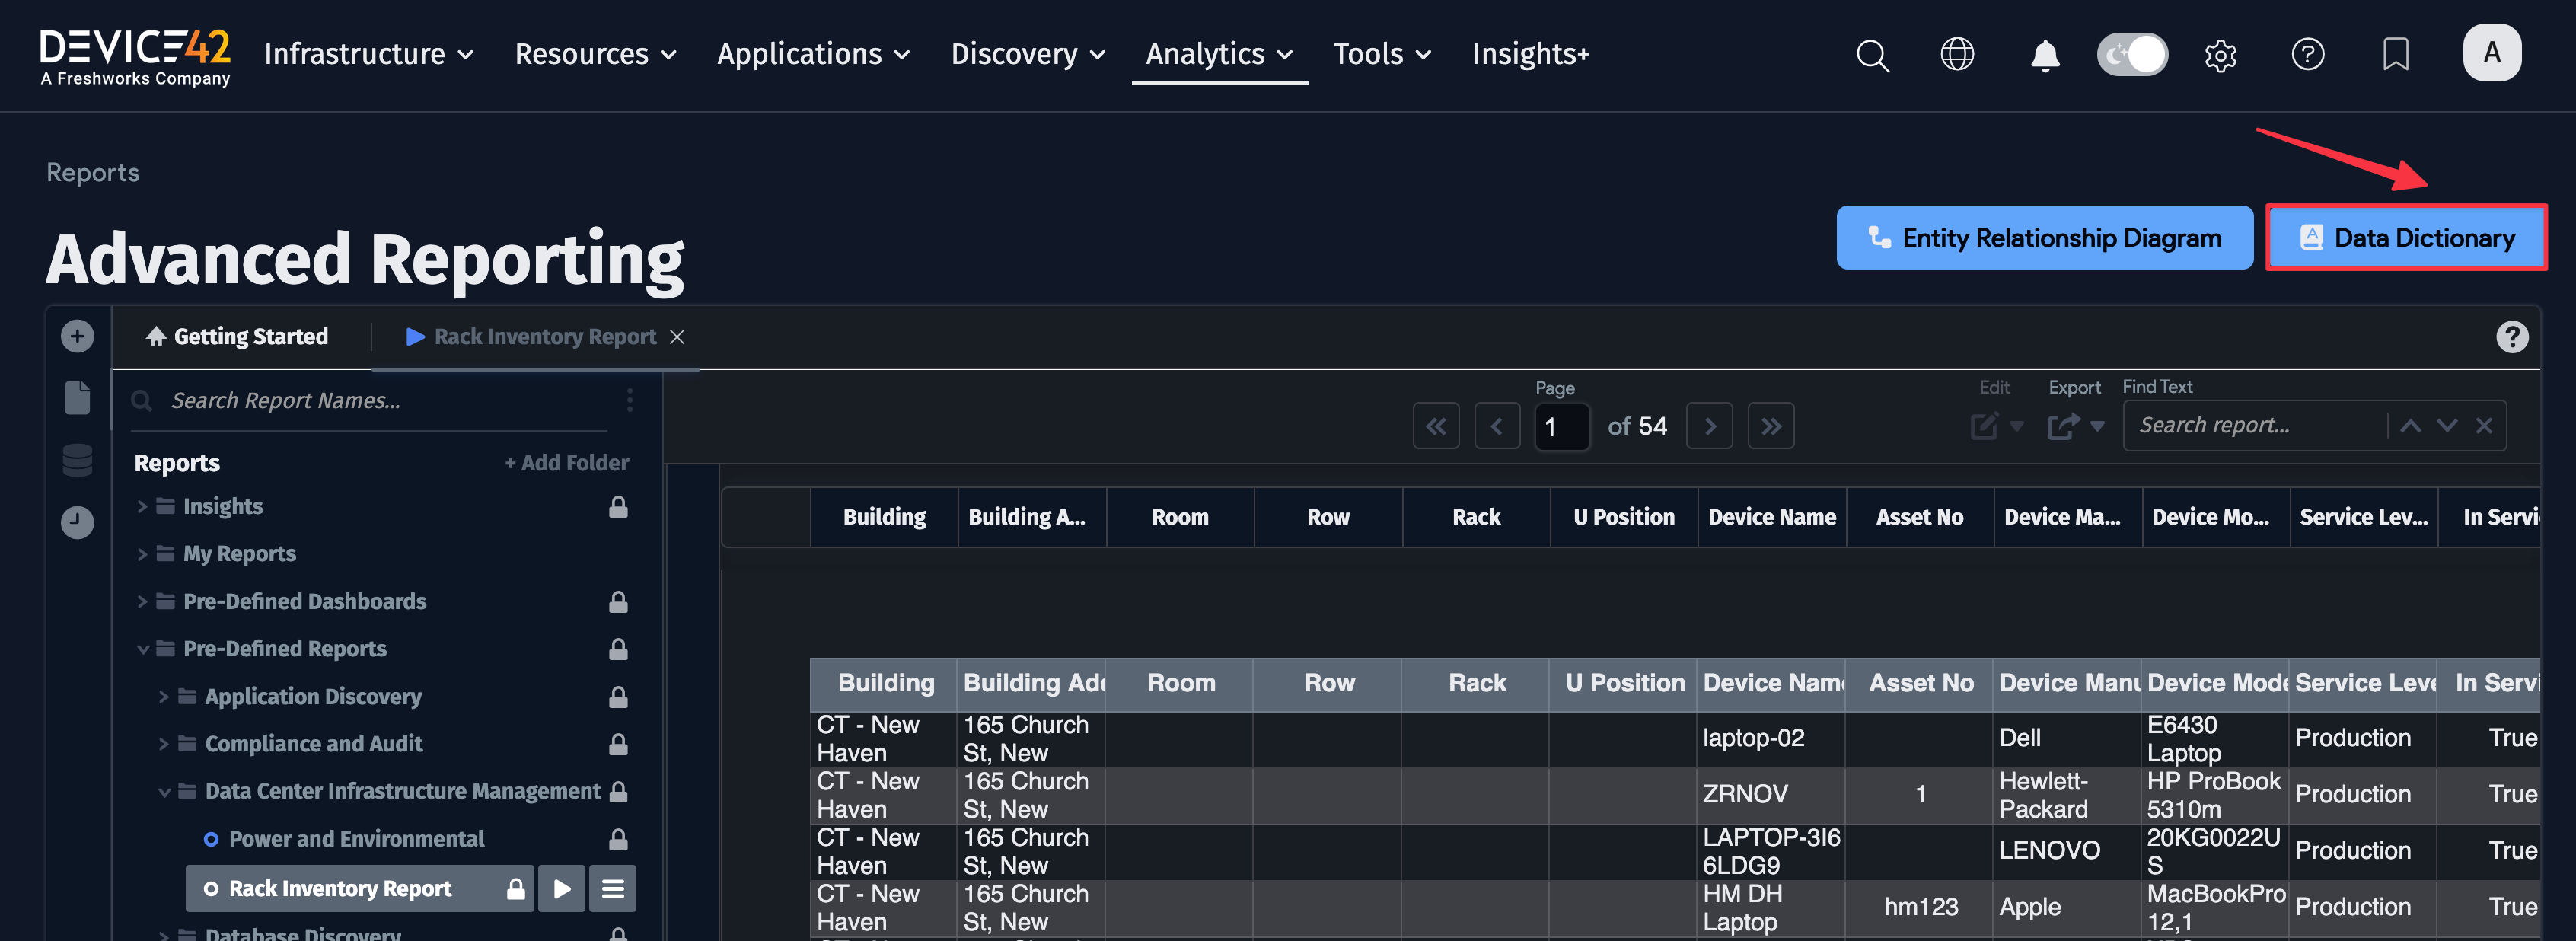 DEVICE42
A Freshworks Company
Infrastructure Resources Applications Discovery Analytics Tools Insights+
A
Reports
Advanced Reporting
Entity Relationship Diagram
Data Dictionary
Getting Started
Rack Inventory Report
?
Search Report Names...
Reports
+ Add Folder
Insights
My Reports
Pre-Defined Dashboards
Pre-Defined Reports
Application Discovery
Compliance and Audit
Data Center Infrastructure Management
Power and Environmental
Rack Inventory Report
Database Discovery
Page
1 of 54
Edit
Export
Find Text
Search report...
Building Building A... Room Row Rack U Position Device Name Asset No Device Ma... Device Mo... Service Lev... In Servi
Building Building Add Room Row Rack U Position Device Name Asset No Device Manu Device Mode Service Leve In Servi
CT - New Haven 165 Church St, New laptop-02 Dell E6430 Laptop Production True
CT - New Haven 165 Church St, New ZRNOV 1 Hewlett-Packard HP ProBook 5310m Production True
CT - New Haven 165 Church St, New LAPTOP-3I66LDG9 LENOVO 20KG0022US Production True
CT - New Haven 165 Church St, New HM DH Laptop hm123 Apple MacBookPro12,1 Production True